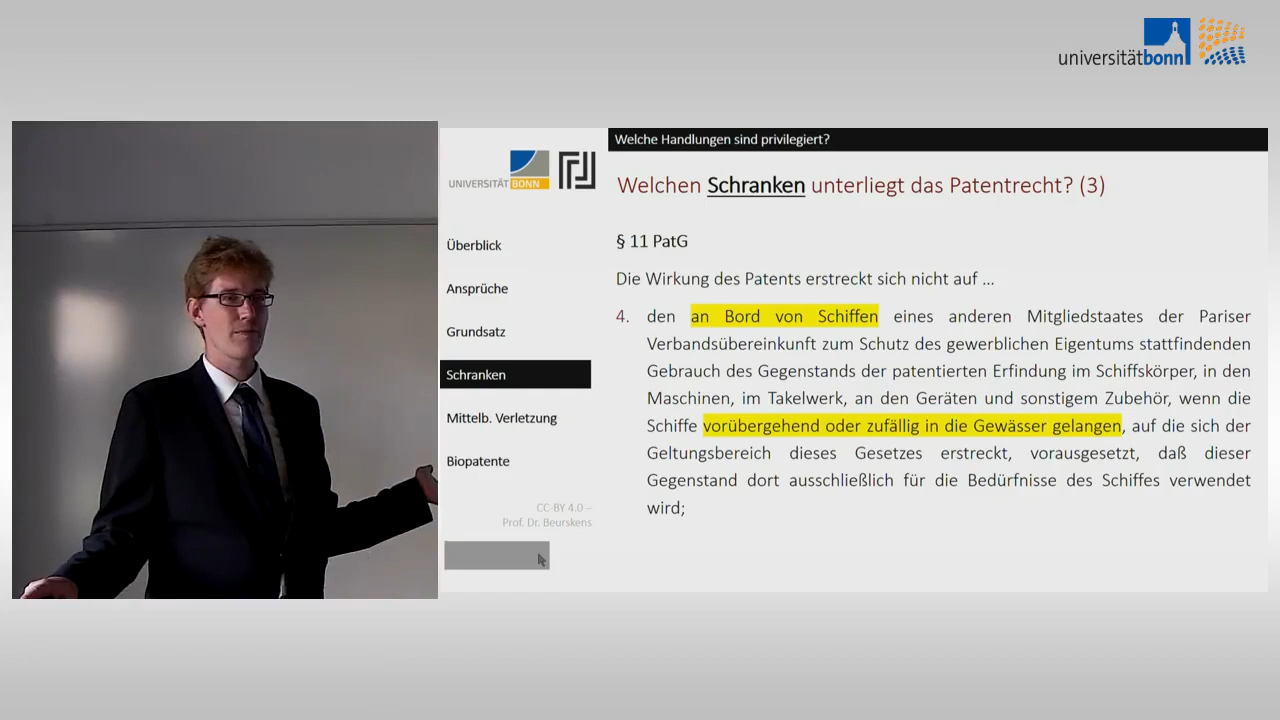 universitätbonn
Welche Handlungen sind privilegiert?
UNIVERSITÄT BONN
Welchen Schranken unterliegt das Patentrecht? (3)
Überblick
Ansprüche
Grundsatz
Schranken
Mittelb. Verletzung
Biopatente
CC-BY 4.0 –
Prof. Dr. Beurskens
§ 11 PatG
Die Wirkung des Patents erstreckt sich nicht auf ...
4. den an Bord von Schiffen eines anderen Mitgliedstaates der Pariser
Verbandsübereinkunft zum Schutz des gewerblichen Eigentums stattfindenden
Gebrauch des Gegenstands der patentierten Erfindung im Schiffskörper, in den
Maschinen, im Takelwerk, an den Geräten und sonstigem Zubehör, wenn die
Schiffe vorübergehend oder zufällig in die Gewässer gelangen, auf die sich der
Geltungsbereich dieses Gesetzes erstreckt, vorausgesetzt, daß dieser
Gegenstand dort ausschließlich für die Bedürfnisse des Schiffes verwendet
wird;